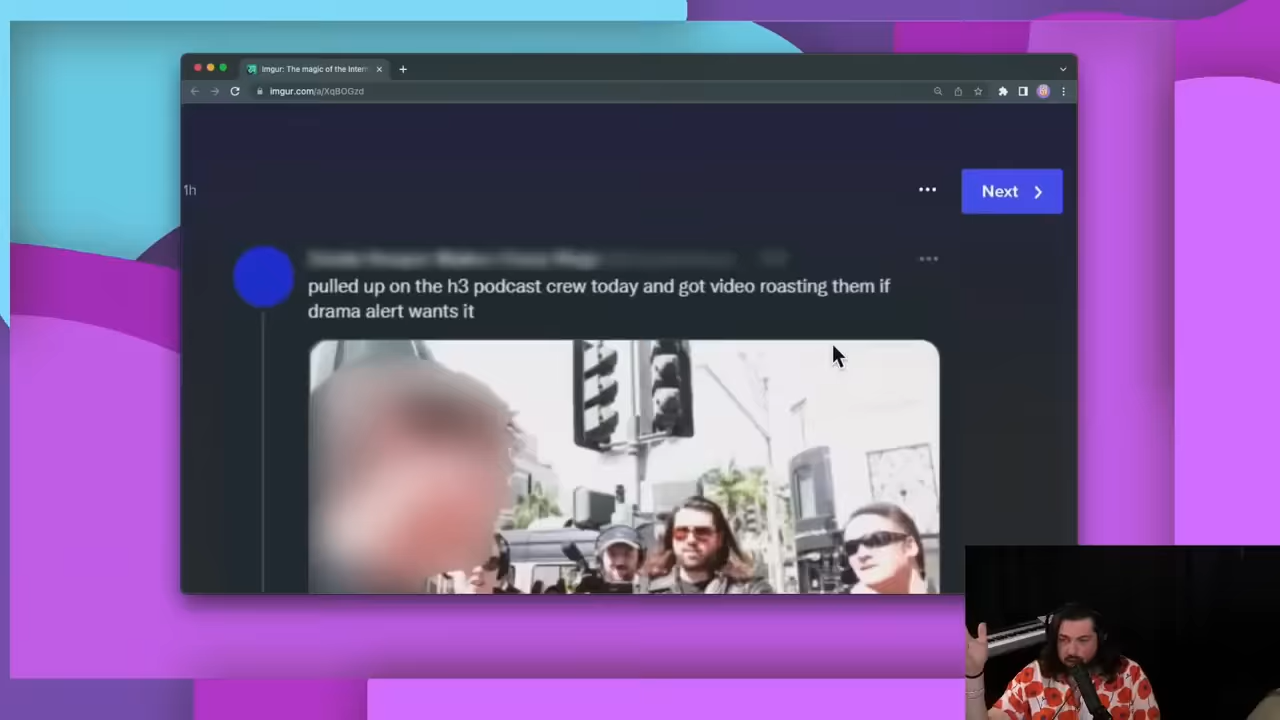 Imgur: The magic of the Intern
imgur.com/a/XqBOGzd
1h
Next
pulled up on the h3 podcast crew today and got video roasting them if
drama alert wants it